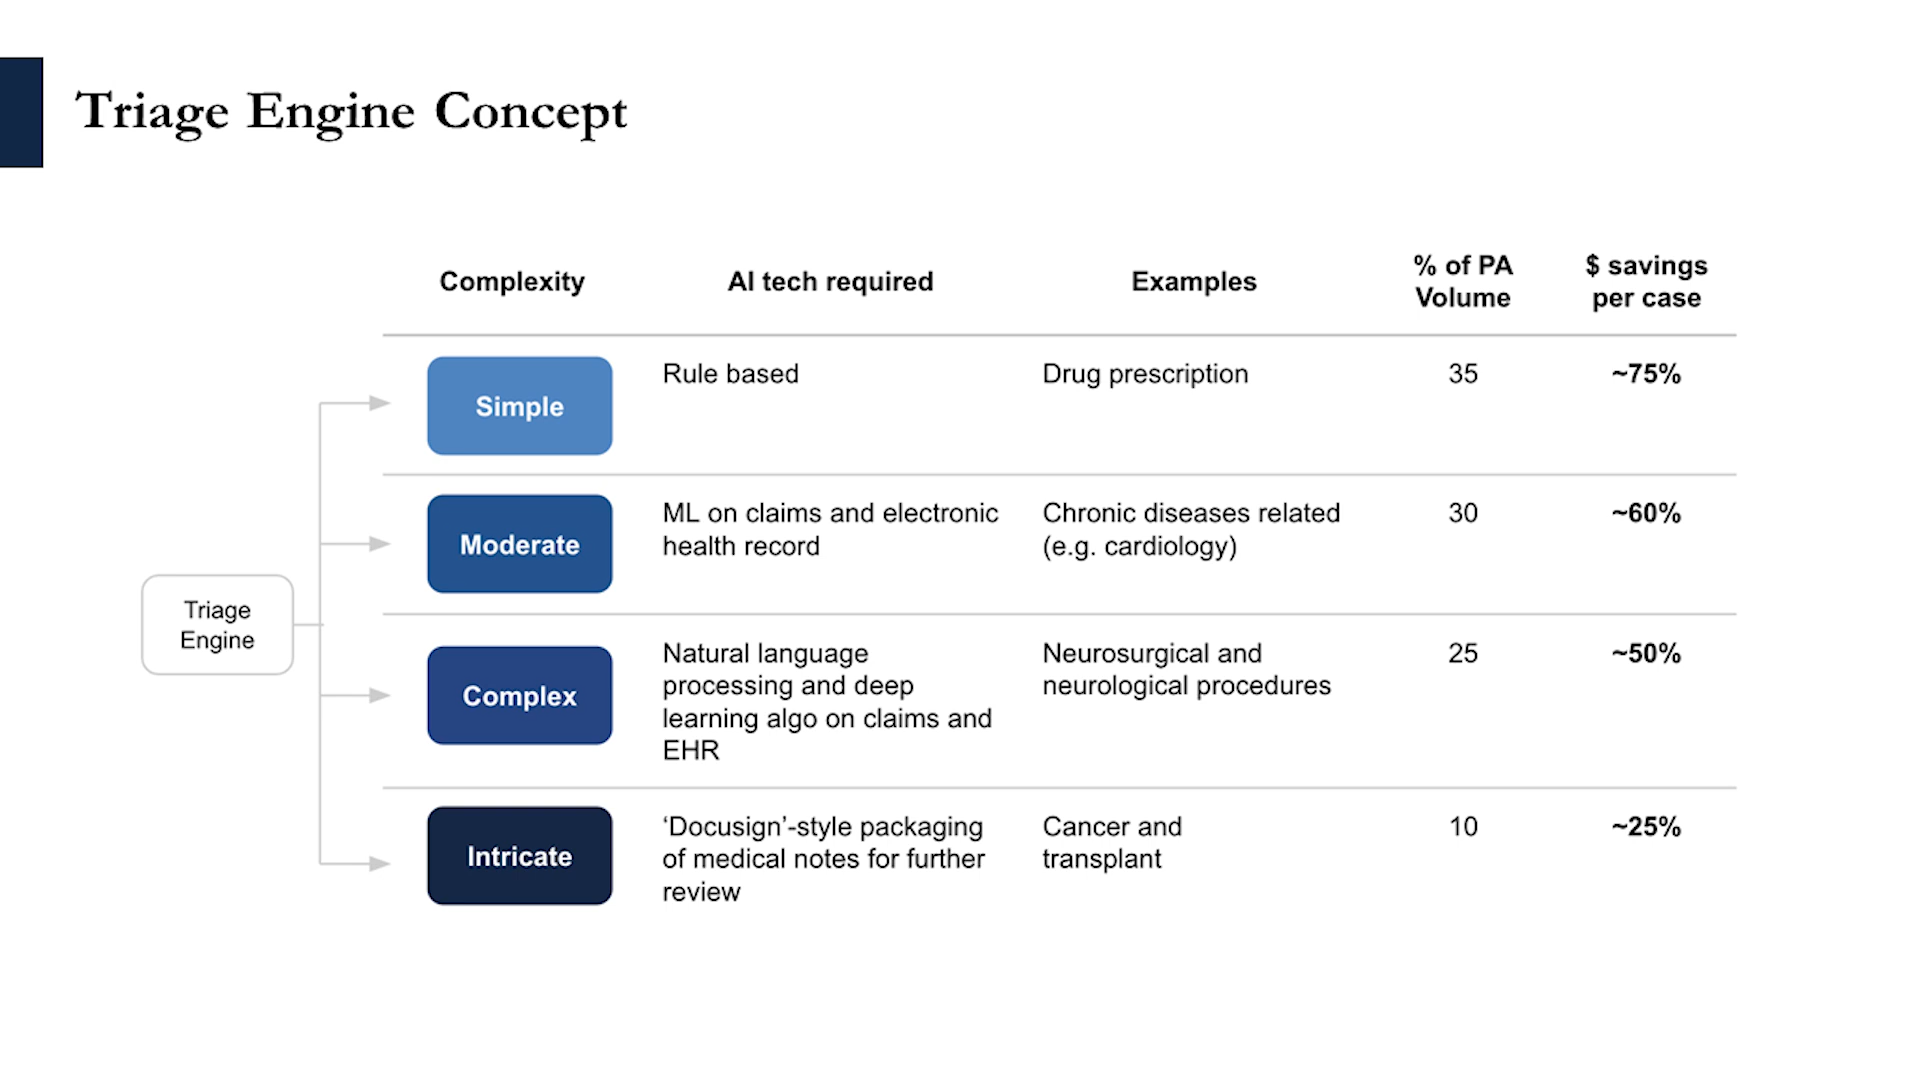 Triage Engine Concept
Complexity
AI tech required
Examples
% of PA
Volume
$ savings
per case
Simple
Rule based
Drug prescription
35
~75%
Moderate
ML on claims and electronic
health record
Chronic diseases related
(e.g. cardiology)
30
~60%
Triage
Engine
Complex
Natural language
processing and deep
learning algo on claims and
EHR
Neurosurgical and
neurological procedures
25
~50%
Intricate
‘Docusign’-style packaging
of medical notes for further
review
Cancer and
transplant
10
~25%